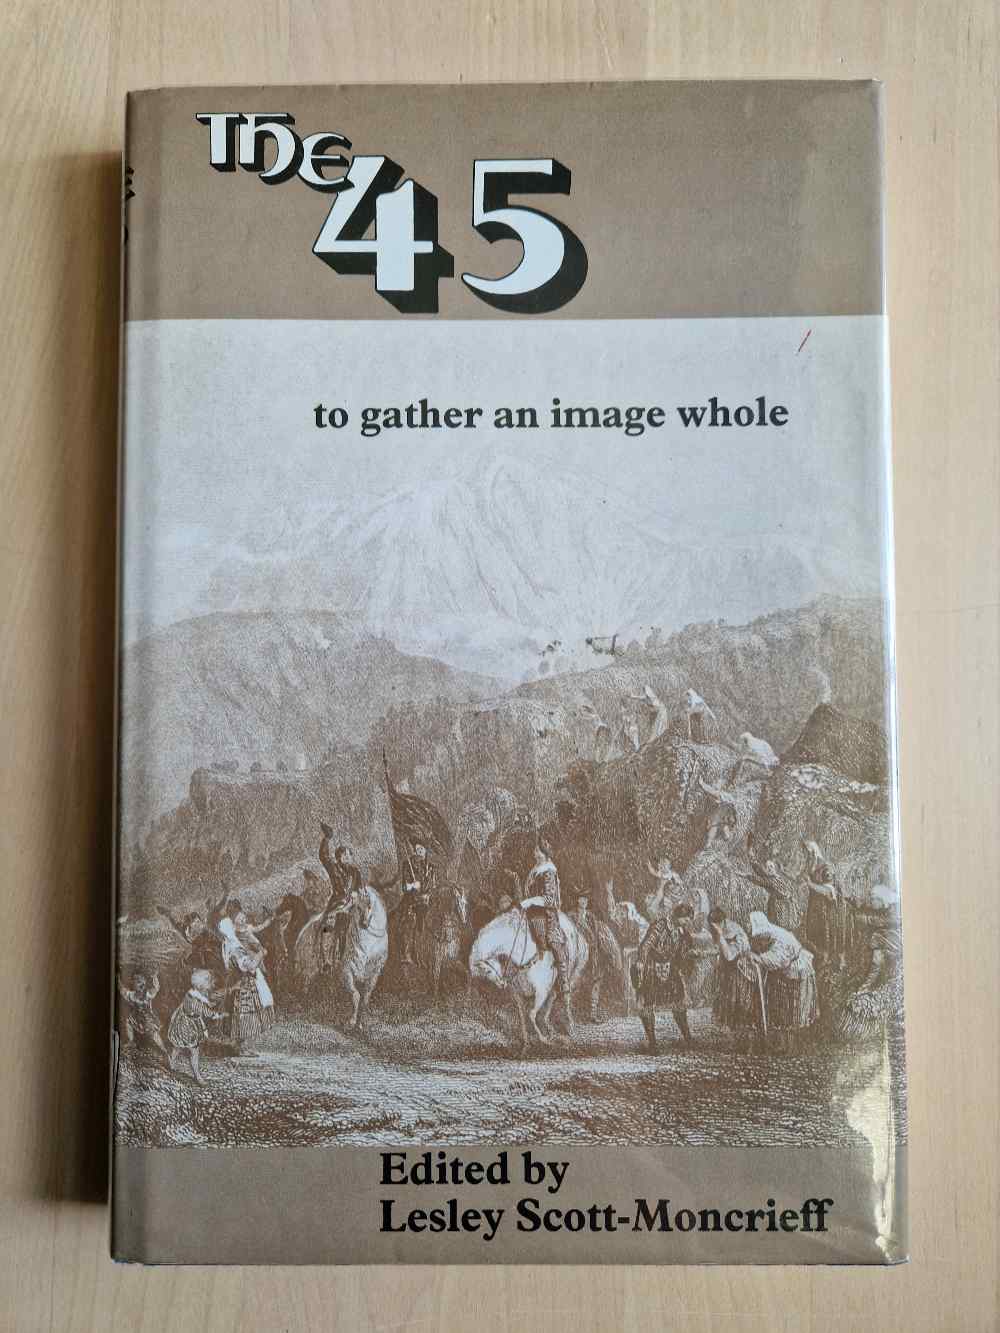 The
45
to gather an image whole
Edited by
Lesley Scott-Moncrieff